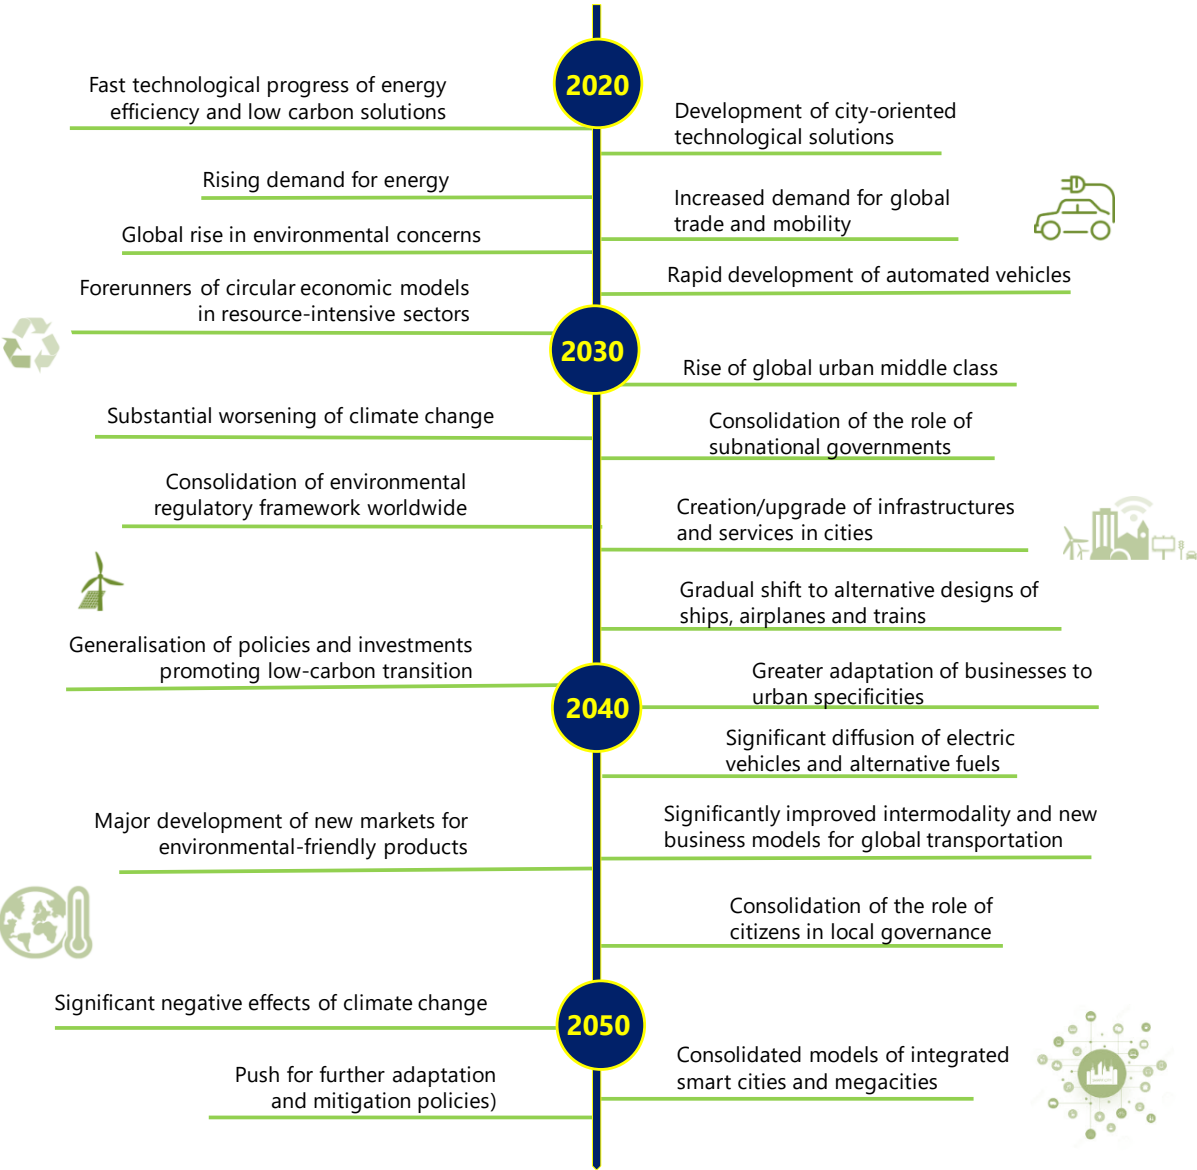 2020
Fast technological progress of energy
efficiency and low carbon solutions
Development of city-oriented
technological solutions
Rising demand for energy
Increased demand for global
trade and mobility
Global rise in environmental concerns
Rapid development of automated vehicles
Forerunners of circular economic models
in resource-intensive sectors
2030
Rise of global urban middle class
Substantial worsening of climate change
Consolidation of the role of
subnational governments
Consolidation of environmental
regulatory framework worldwide
Creation/upgrade of infrastructures
and services in cities
Gradual shift to alternative designs of
ships, airplanes and trains
Generalisation of policies and investments
promoting low-carbon transition
2040
Greater adaptation of businesses to
urban specificities
Significant diffusion of electric
vehicles and alternative fuels
Major development of new markets for
environmental-friendly products
Significantly improved intermodality and new
business models for global transportation
Consolidation of the role of
citizens in local governance
Significant negative effects of climate change
2050
Consolidated models of integrated
smart cities and megacities
Push for further adaptation
and mitigation policies)